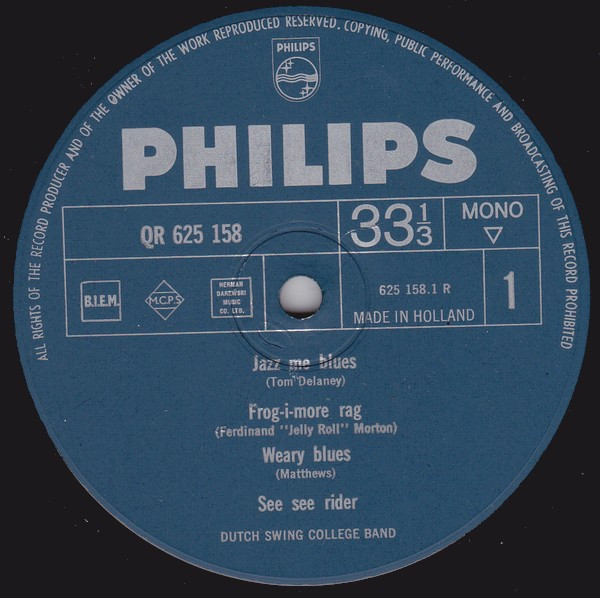 ALL RIGHTS OF THE RECORD PRODUCER AND OF THE OWNER OF THE WORK REPRODUCED RESERVED. COPYING, PUBLIC PERFORMANCE AND BROADCASTING OF THIS RECORD PROHIBITED
PHILIPS
PHILIPS
QR 625 158
33 1/3
MONO
B.I.E.M.
M.C.P.S
HERMAN
DAREWSKI
MUSIC
CO. LTD.
625 158.1 R
MADE IN HOLLAND
1
Jazz me blues
(Tom Delaney)
Frog-i-more rag
(Ferdinand "Jelly Roll" Morton)
Weary blues
(Matthews)
See see rider
DUTCH SWING COLLEGE BAND